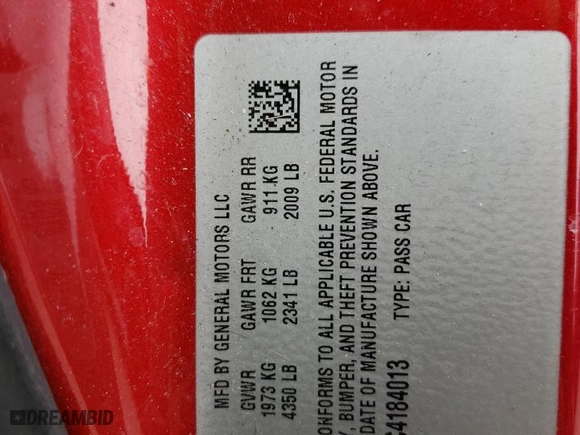 MFD BY GENERAL MOTORS LLC
GVWR GAWR FRT GAWR RR
1973 KG 1062 KG 911 KG
4350 LB 2341 LB 2009 LB
ONFORMS TO ALL APPLICABLE U.S. FEDERAL MOTOR
Y, BUMPER, AND THEFT PREVENTION STANDARDS IN
DATE OF MANUFACTURE SHOWN ABOVE.
4184013 TYPE: PASS CAR
DREAMBID